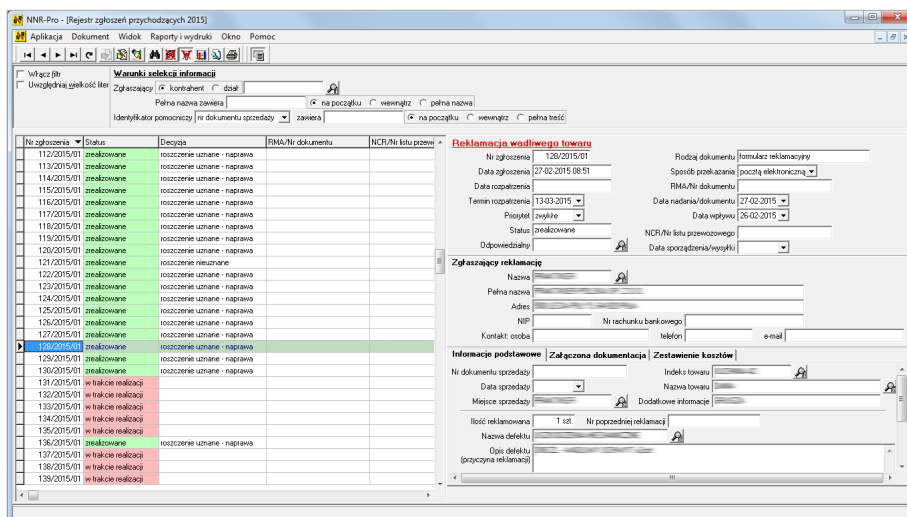 NNR-Pro - [Rejestr zgłoszeń przychodzących 2015]
Aplikacja Dokument Widok Raporty i wydruki Okno Pomoc
Włącz filtr
Uwzględniaj wielkość liter
Warunki selekcji informacji
Zgłaszający kontrahent dział
Pełna nazwa zawiera na początku wewnątrz pełna nazwa
Identyfikator pomocniczy nr dokumentu sprzedaży zawiera na początku wewnątrz pełna treść
Nr zgłoszenia Status Decyzja RMA/Nr dokumentu NCR/Nr listu przewo
112/2015/01 zrealizowane roszczenie uznane - naprawa
113/2015/01 zrealizowane roszczenie uznane - naprawa
114/2015/01 zrealizowane roszczenie uznane - naprawa
115/2015/01 zrealizowane roszczenie uznane - naprawa
116/2015/01 zrealizowane roszczenie uznane - naprawa
117/2015/01 zrealizowane roszczenie uznane - naprawa
118/2015/01 zrealizowane roszczenie uznane - naprawa
119/2015/01 zrealizowane roszczenie uznane - naprawa
120/2015/01 zrealizowane roszczenie uznane - naprawa
121/2015/01 zrealizowane roszczenie nieuznane
122/2015/01 zrealizowane roszczenie uznane - naprawa
123/2015/01 zrealizowane roszczenie uznane - naprawa
124/2015/01 zrealizowane roszczenie uznane - naprawa
125/2015/01 zrealizowane roszczenie uznane - naprawa
126/2015/01 zrealizowane roszczenie uznane - naprawa
127/2015/01 zrealizowane roszczenie uznane - naprawa
128/2015/01 zrealizowane roszczenie uznane - naprawa
129/2015/01 zrealizowane roszczenie uznane - naprawa
130/2015/01 zrealizowane roszczenie uznane - naprawa
131/2015/01 w trakcie realizacji
132/2015/01 w trakcie realizacji
133/2015/01 w trakcie realizacji
134/2015/01 w trakcie realizacji
135/2015/01 w trakcie realizacji
136/2015/01 zrealizowane roszczenie uznane - naprawa
137/2015/01 w trakcie realizacji
138/2015/01 w trakcie realizacji
139/2015/01 w trakcie realizacji
Reklamacja wadliwego towaru
Nr zgłoszenia 128/2015/01 Rodzaj dokumentu formularz reklamacyjny
Data zgłoszenia 27-02-2015 08:51 Sposób przekazania pocztą elektroniczną
Data rozpatrzenia RMA/Nr dokumentu
Termin rozpatrzenia 13-03-2015 Data nadania/dokumentu 27-02-2015
Priorytet zwykłe Data wpływu 26-02-2015
Status zrealizowane NCR/Nr listu przewozowego
Odpowiedzialny Data sporządzenia/wysyłki
Zgłaszający reklamację
Nazwa
Pełna nazwa
Adres
NIP Nr rachunku bankowego
Kontakt: osoba telefon e-mail
Informacje podstawowe Załączona dokumentacja Zestawienie kosztów
Nr dokumentu sprzedaży Indeks towaru
Data sprzedaży Nazwa towaru
Miejsce sprzedaży Dodatkowe informacje
Ilość reklamowana 1 szt. Nr poprzedniej reklamacji
Nazwa defektu
Opis defektu
(przyczyna reklamacji)